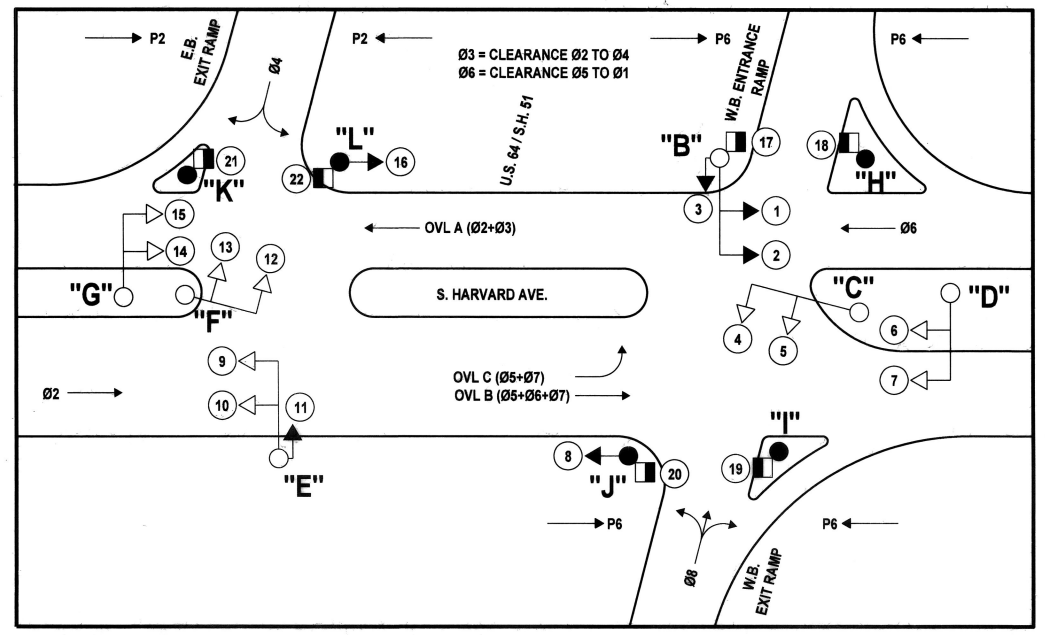 P2
E.B.
EXIT RAMP
Ø4
P2
Ø3 = CLEARANCE Ø2 TO Ø4
Ø6 = CLEARANCE Ø5 TO Ø1
U.S. 64 / S.H. 51
P6
W.B. ENTRANCE
RAMP
P6
"L"
16
22
21
"K"
"B"
17
18
"H"
3
1
2
15
14
13
12
"G"
"F"
OVL A (Ø2+Ø3)
Ø6
S. HARVARD AVE.
"C"
"D"
4
5
6
7
9
10
11
Ø2
OVL C (Ø5+Ø7)
OVL B (Ø5+Ø6+Ø7)
"E"
8
"J"
20
19
"I"
P6
P6
Ø8
W.B.
EXIT RAMP